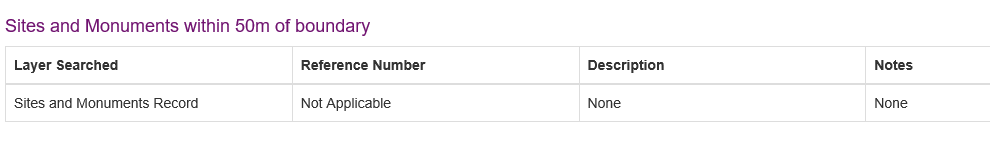 Sites and Monuments within 50m of boundary
Layer Searched Reference Number Description Notes
Sites and Monuments Record Not Applicable None None